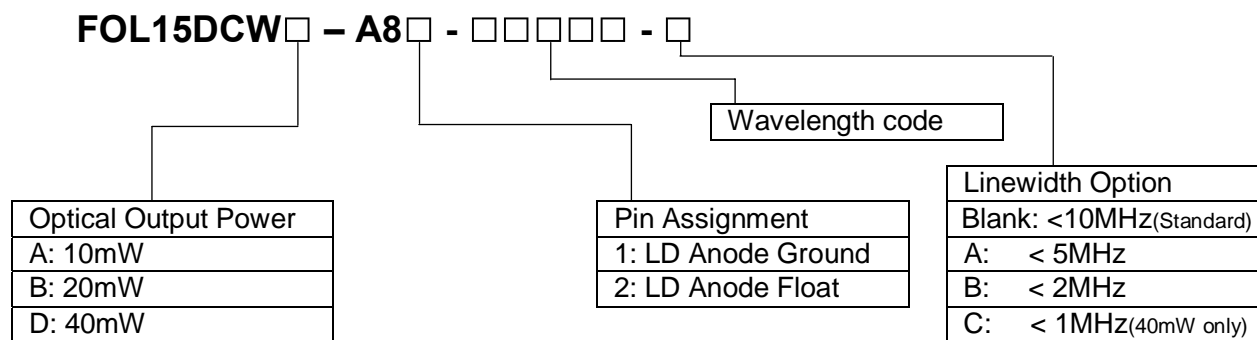 FOL15DCW□ – A8□ - □□□□□ - □
Wavelength code
Optical Output Power
A: 10mW
B: 20mW
D: 40mW
Pin Assignment
1: LD Anode Ground
2: LD Anode Float
Linewidth Option
Blank: <10MHz(Standard)
A: < 5MHz
B: < 2MHz
C: < 1MHz(40mW only)